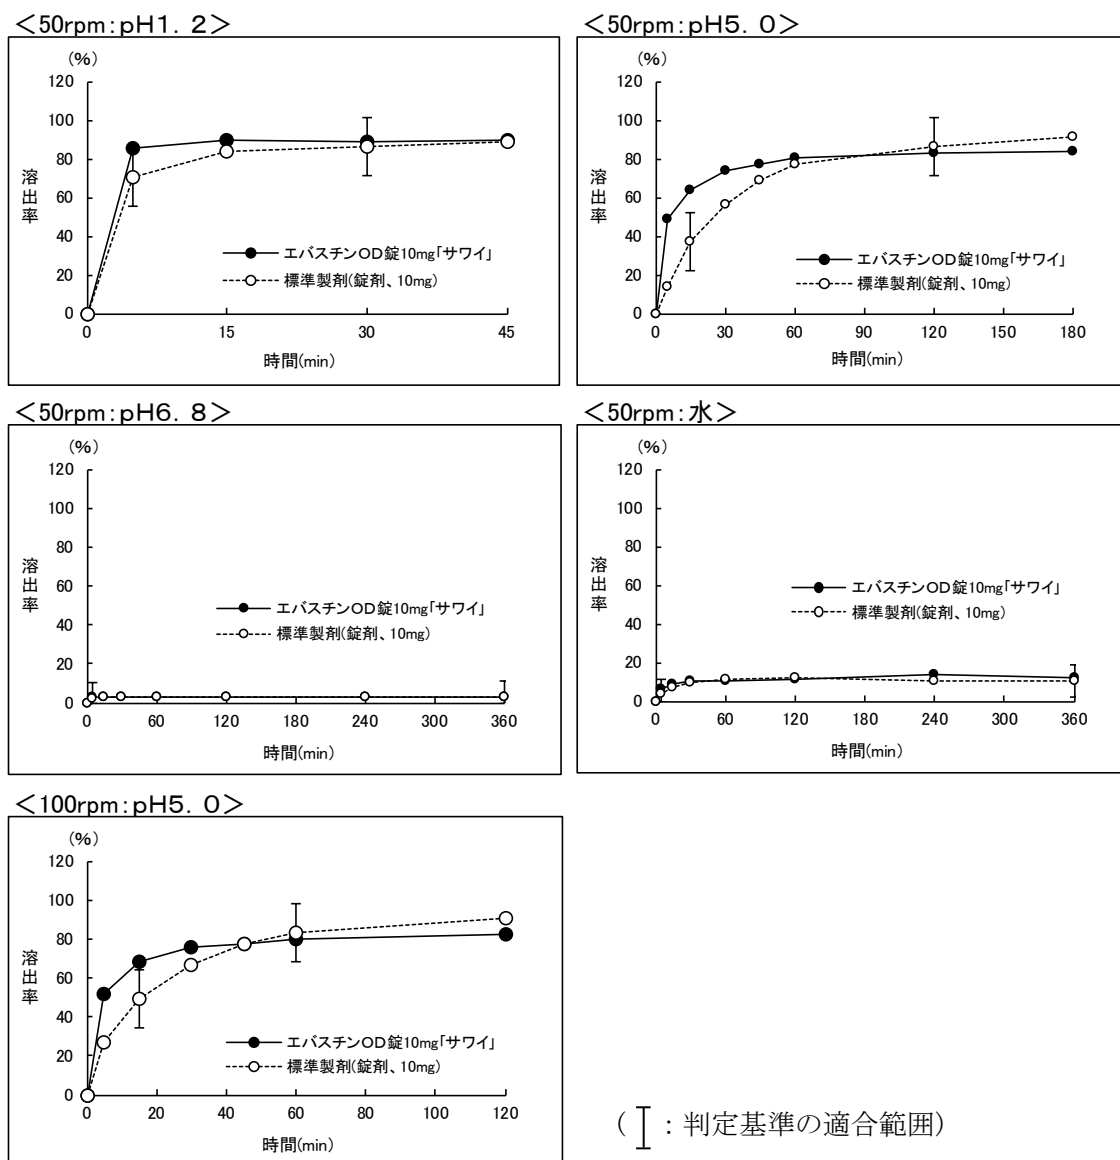 ＜50rpm：pH1．2＞
(%)
120
100
80
60
40
20
0
溶出率
エバスチンOD錠10mg「サワイ」
標準製剤(錠剤、10mg)
0 15 30 45
時間(min)
＜50rpm：pH5．0＞
(%)
120
100
80
60
40
20
0
溶出率
エバスチンOD錠10mg「サワイ」
標準製剤(錠剤、10mg)
0 30 60 90 120 150 180
時間(min)
＜50rpm：pH6．8＞
(%)
120
100
80
60
40
20
0
溶出率
エバスチンOD錠10mg「サワイ」
標準製剤(錠剤、10mg)
0 60 120 180 240 300 360
時間(min)
＜50rpm：水＞
(%)
120
100
80
60
40
20
0
溶出率
エバスチンOD錠10mg「サワイ」
標準製剤(錠剤、10mg)
0 60 120 180 240 300 360
時間(min)
＜100rpm：pH5．0＞
(%)
120
100
80
60
40
20
0
溶出率
エバスチンOD錠10mg「サワイ」
標準製剤(錠剤、10mg)
0 20 40 60 80 100 120
時間(min)
( ：判定基準の適合範囲)